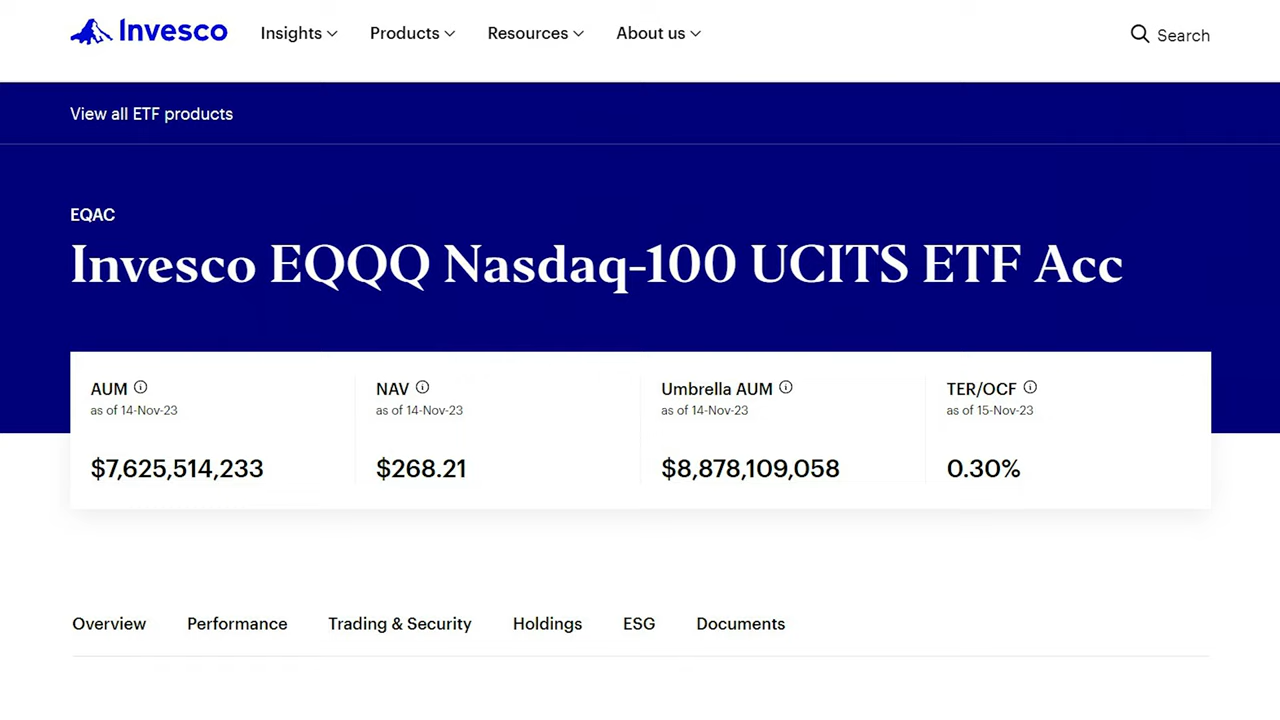 Invesco Insights Products Resources About us Search
View all ETF products
EQAC
Invesco EQQQ Nasdaq-100 UCITS ETF Acc
AUM NAV Umbrella AUM TER/OCF
as of 14-Nov-23 as of 14-Nov-23 as of 14-Nov-23 as of 15-Nov-23
$7,625,514,233 $268.21 $8,878,109,058 0.30%
Overview Performance Trading & Security Holdings ESG Documents